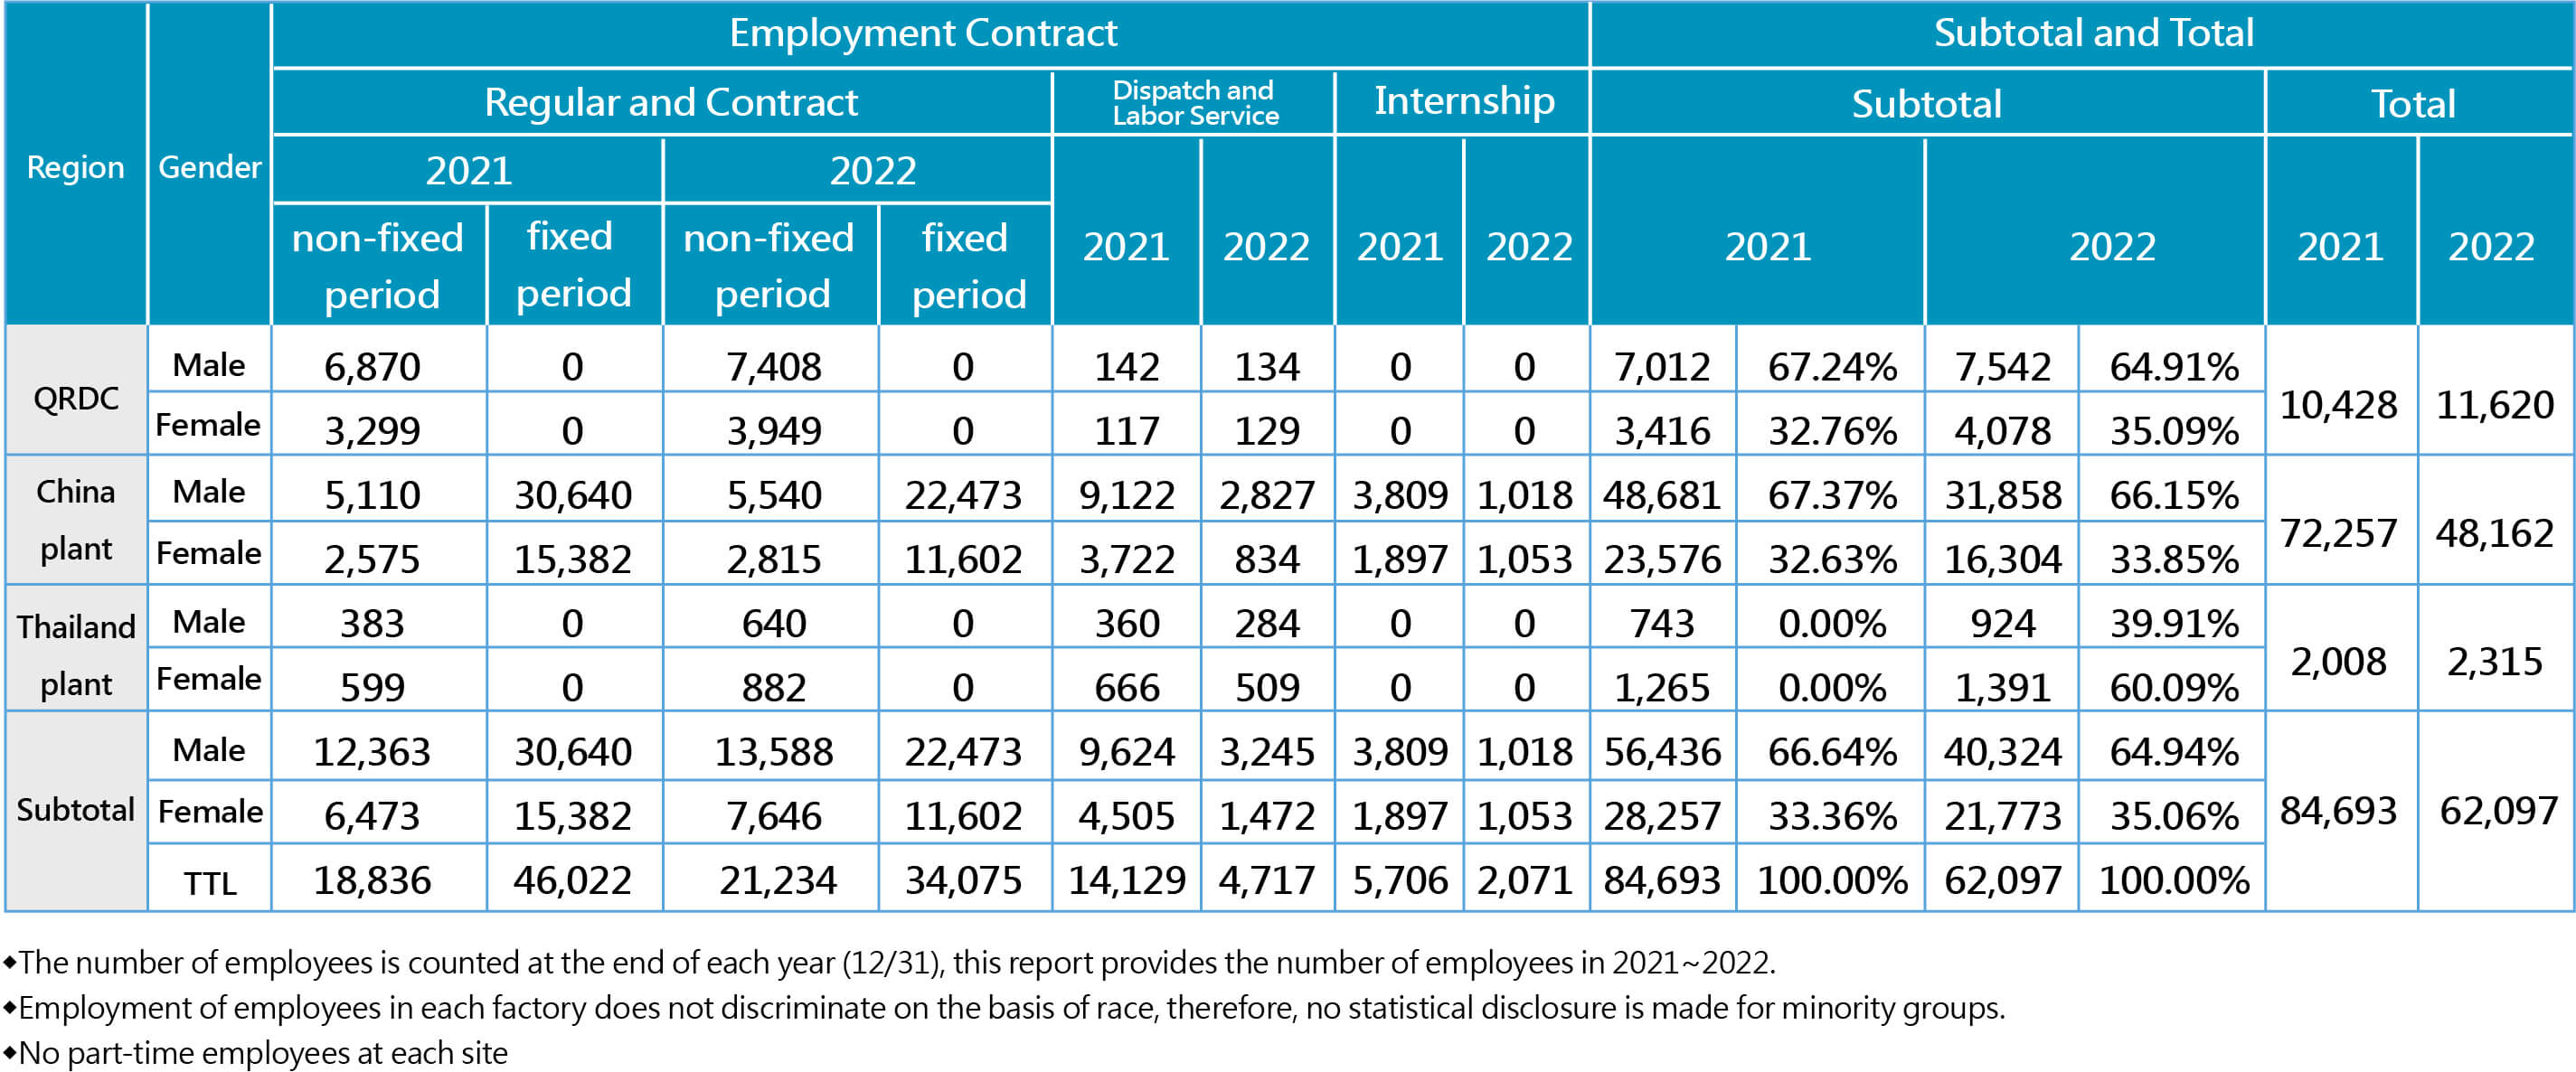 Region Gender Employment Contract Subtotal and Total
Regular and Contract Dispatch and Labor Service Internship Subtotal Total
2021 2022 2021 2022 2021 2022 2021 2022 2021 2022
non-fixed period fixed period non-fixed period fixed period
QRDC Male 6,870 0 7,408 0 142 134 0 0 7,012 67.24% 7,542 64.91% 10,428 11,620
Female 3,299 0 3,949 0 117 129 0 0 3,416 32.76% 4,078 35.09%
China plant Male 5,110 30,640 5,540 22,473 9,122 2,827 3,809 1,018 48,681 67.37% 31,858 66.15% 72,257 48,162
Female 2,575 15,382 2,815 11,602 3,722 834 1,897 1,053 23,576 32.63% 16,304 33.85%
Thailand plant Male 383 0 640 0 360 284 0 0 743 0.00% 924 39.91% 2,008 2,315
Female 599 0 882 0 666 509 0 0 1,265 0.00% 1,391 60.09%
Subtotal Male 12,363 30,640 13,588 22,473 9,624 3,245 3,809 1,018 56,436 66.64% 40,324 64.94% 84,693 62,097
Female 6,473 15,382 7,646 11,602 4,505 1,472 1,897 1,053 28,257 33.36% 21,773 35.06%
TTL 18,836 46,022 21,234 34,075 14,129 4,717 5,706 2,071 84,693 100.00% 62,097 100.00%
◆The number of employees is counted at the end of each year (12/31), this report provides the number of employees in 2021~2022.
◆Employment of employees in each factory does not discriminate on the basis of race, therefore, no statistical disclosure is made for minority groups.
◆No part-time employees at each site